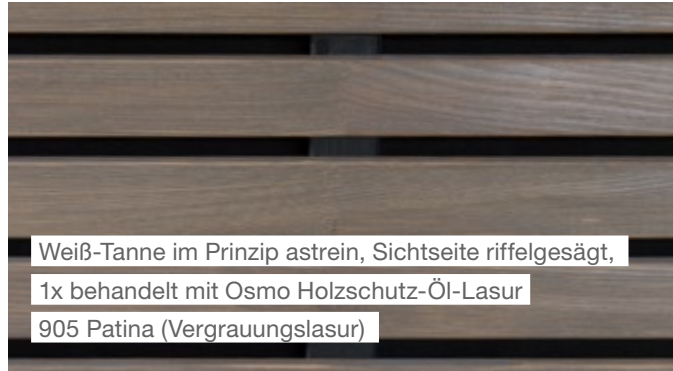 Weiß-Tanne im Prinzip astrein, Sichtseite riffelgesägt,
1x behandelt mit Osmo Holzschutz-Öl-Lasur
905 Patina (Vergrauungslasur)